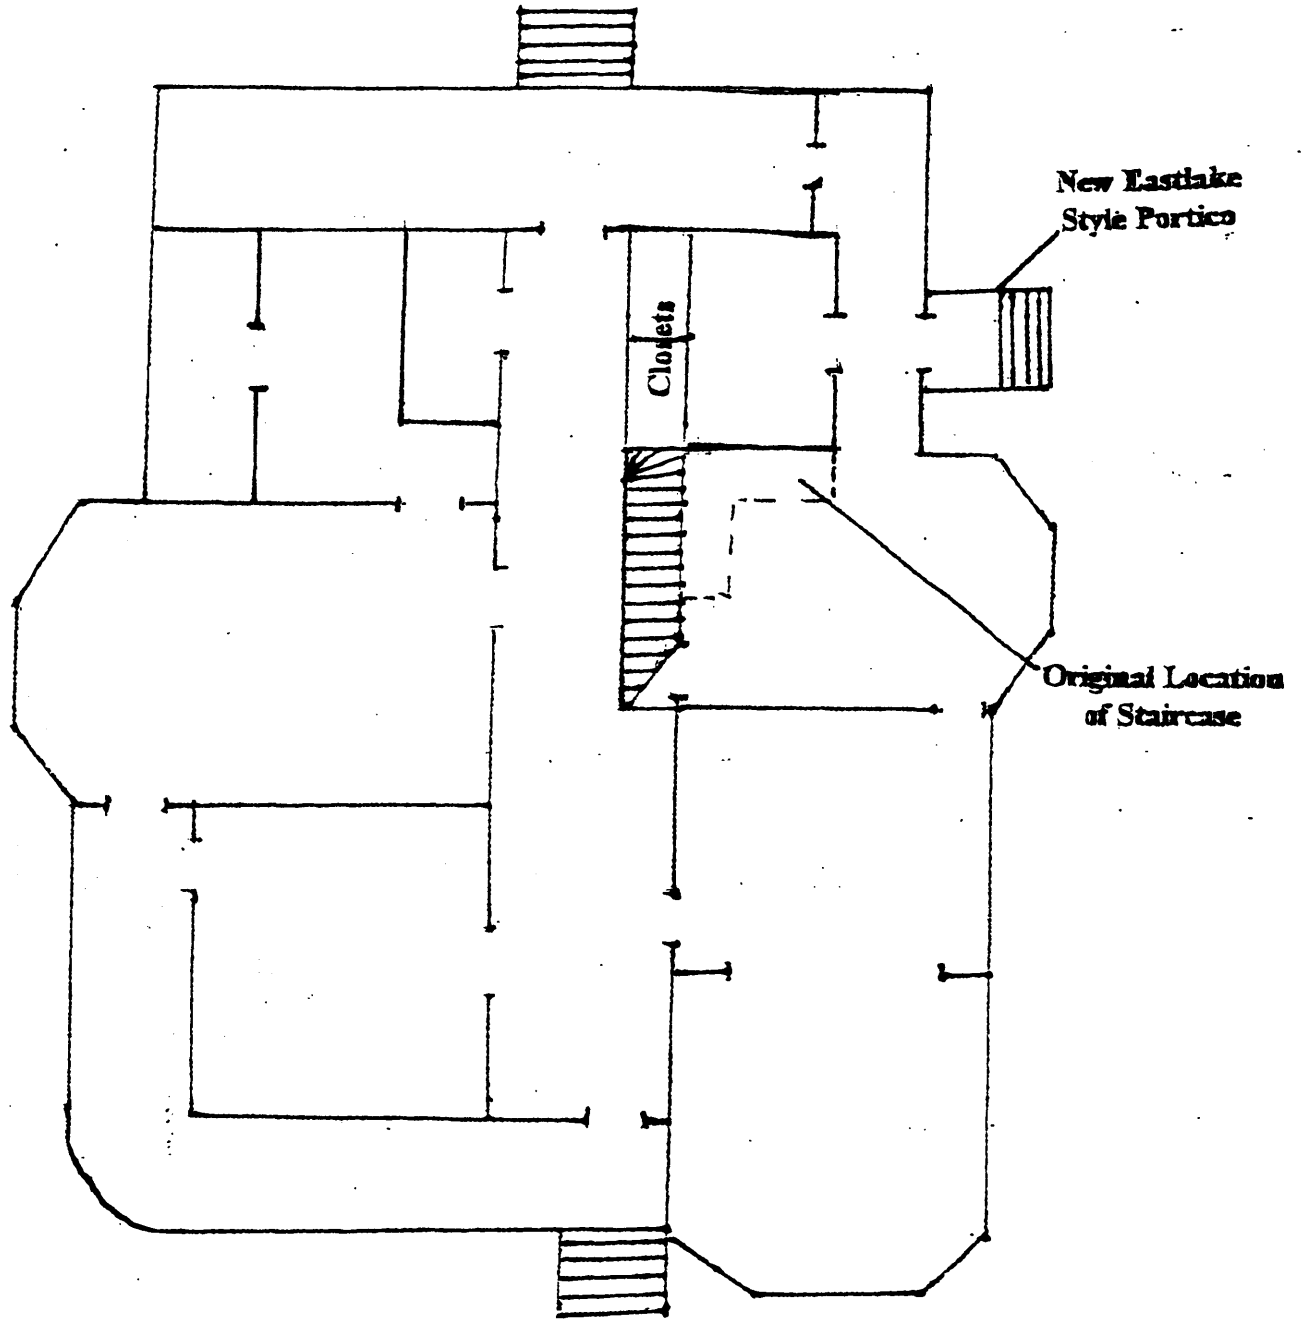 New Eastlake
Style Portico
Closets
Original Location
of Staircase